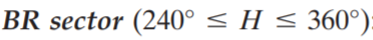 BR sector (240° ≤ H ≤ 360°):